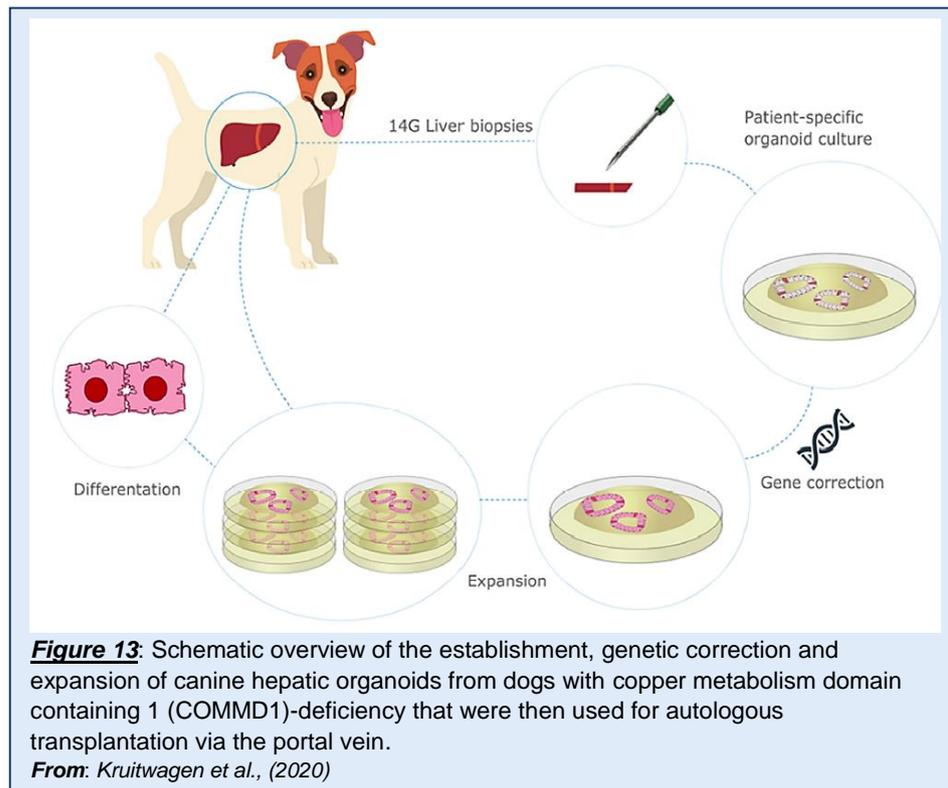 14G Liver biopsies
Patient-specific
organoid culture
Gene correction
Expansion
Differentation
Figure 13: Schematic overview of the establishment, genetic correction and
expansion of canine hepatic organoids from dogs with copper metabolism domain
containing 1 (COMMD1)-deficiency that were then used for autologous
transplantation via the portal vein.
From: Kruitwagen et al., (2020)